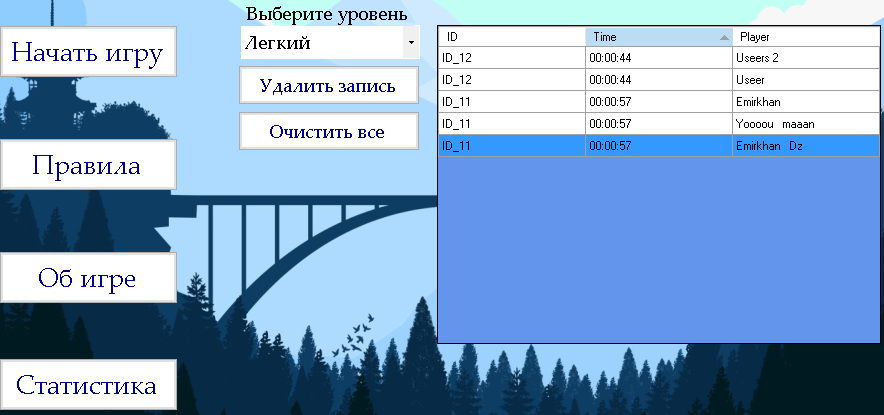 Начать игру
Правила
Об игре
Статистика
Выберите уровень
Легкий
Удалить запись
Очистить все
ID Time Player
ID_12 00:00:44 Useers 2
ID_12 00:00:44 Useer
ID_11 00:00:57 Emirkhan
ID_11 00:00:57 Yoooou maaan
ID_11 00:00:57 Emirkhan Dz